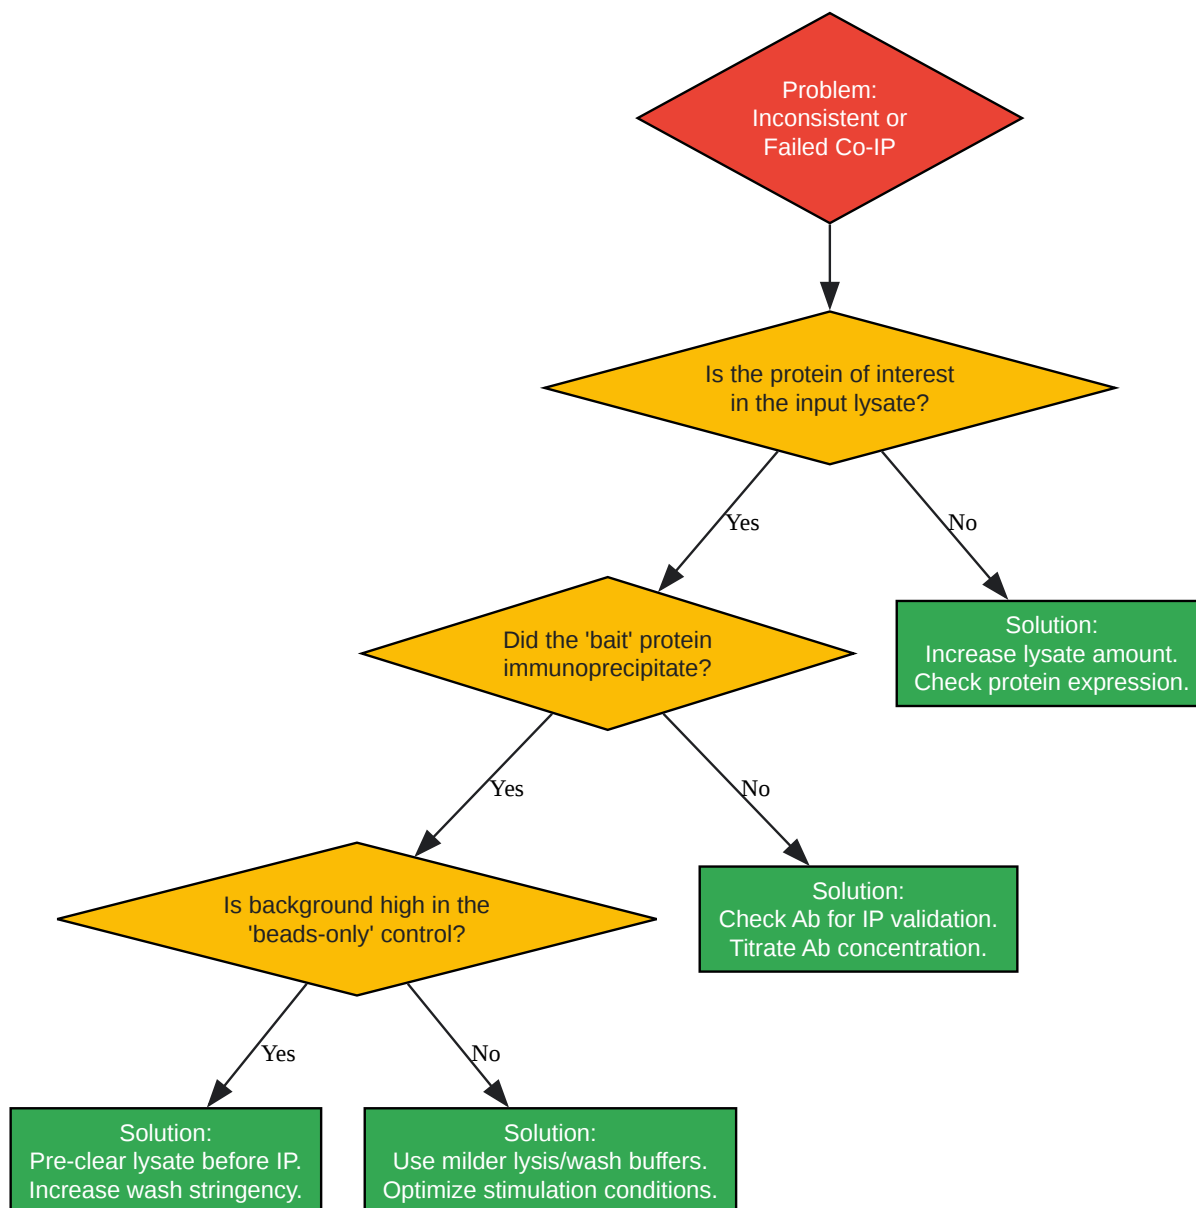 Problem:
Inconsistent or
Failed Co-IP
Is the protein of interest
in the input lysate?
Yes
No
Did the 'bait' protein
immunoprecipitate?
Solution:
Increase lysate amount.
Check protein expression.
Yes
No
Is background high in the
'beads-only' control?
Solution:
Check Ab for IP validation.
Titrate Ab concentration.
Yes
No
Solution:
Pre-clear lysate before IP.
Increase wash stringency.
Solution:
Use milder lysis/wash buffers.
Optimize stimulation conditions.